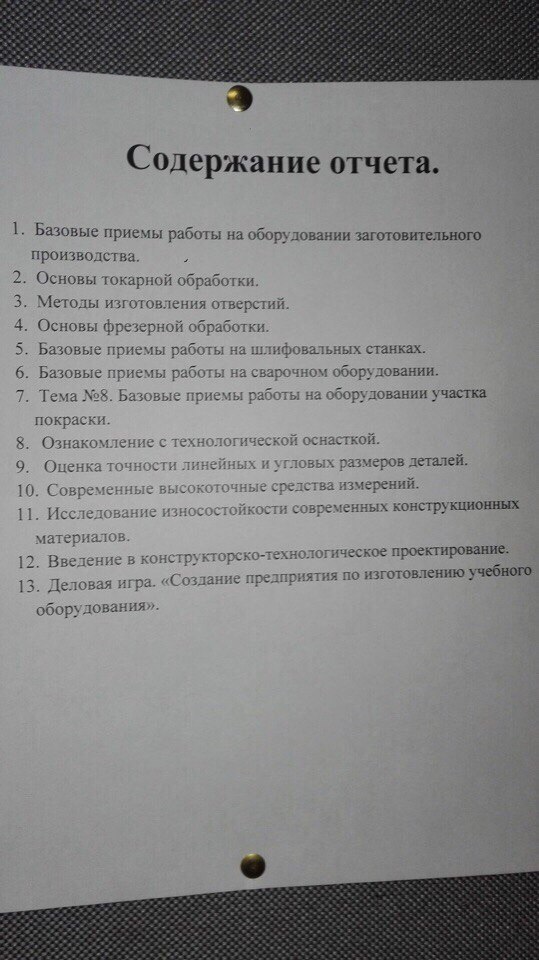 Содержание отчета.
1. Базовые приемы работы на оборудовании заготовительного
производства.
2. Основы токарной обработки.
3. Методы изготовления отверстий.
4. Основы фрезерной обработки.
5. Базовые приемы работы на шлифовальных станках.
6. Базовые приемы работы на сварочном оборудовании.
7. Тема №8. Базовые приемы работы на оборудовании участка
покраски.
8. Ознакомление с технологической оснасткой.
9. Оценка точности линейных и угловых размеров деталей.
10. Современные высокоточные средства измерений.
11. Исследование износостойкости современных конструкционных
материалов.
12. Введение в конструкторско-технологическое проектирование.
13. Деловая игра. «Создание предприятия по изготовлению учебного
оборудования».